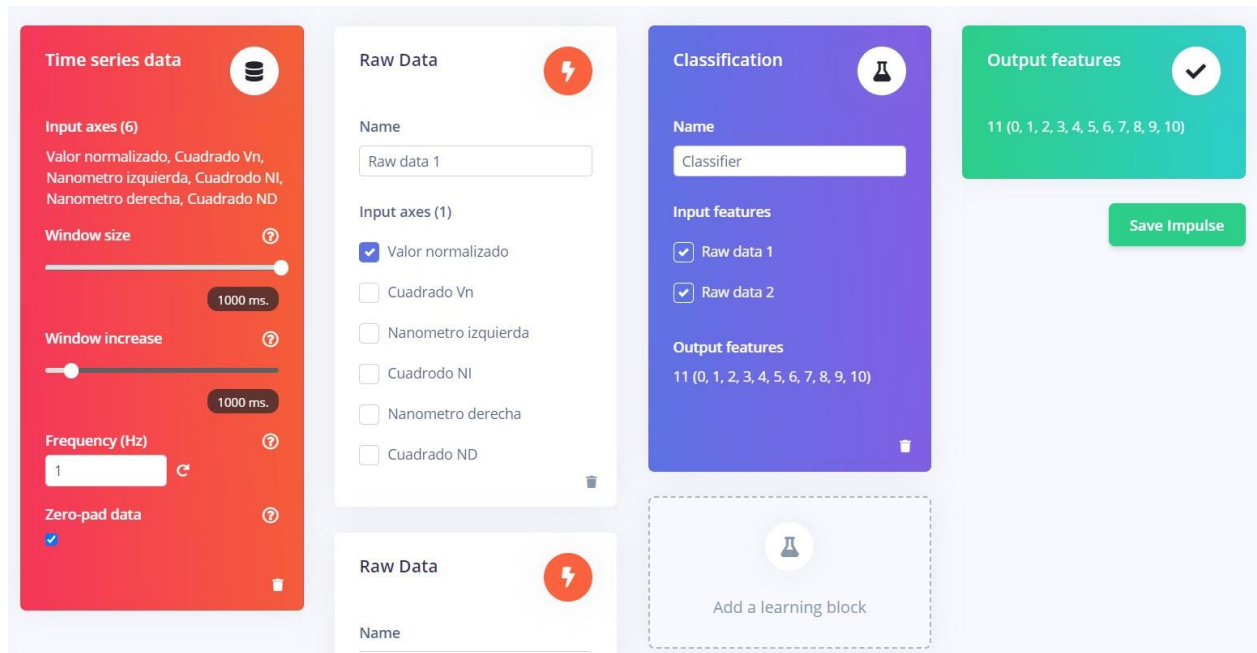 Time series data
Input axes (6)
Valor normalizado, Cuadrado Vn,
Nanometro izquierda, Cuadrodo NI,
Nanometro derecha, Cuadrado ND
Window size
1000 ms.
Window increase
1000 ms.
Frequency (Hz)
1
Zero-pad data
Raw Data
Name
Raw data 1
Input axes (1)
Valor normalizado
Cuadrado Vn
Nanometro izquierda
Cuadrodo NI
Nanometro derecha
Cuadrado ND
Raw Data
Name
Classification
Name
Classifier
Input features
Raw data 1
Raw data 2
Output features
11 (0, 1, 2, 3, 4, 5, 6, 7, 8, 9, 10)
Add a learning block
Output features
11 (0, 1, 2, 3, 4, 5, 6, 7, 8, 9, 10)
Save Impulse